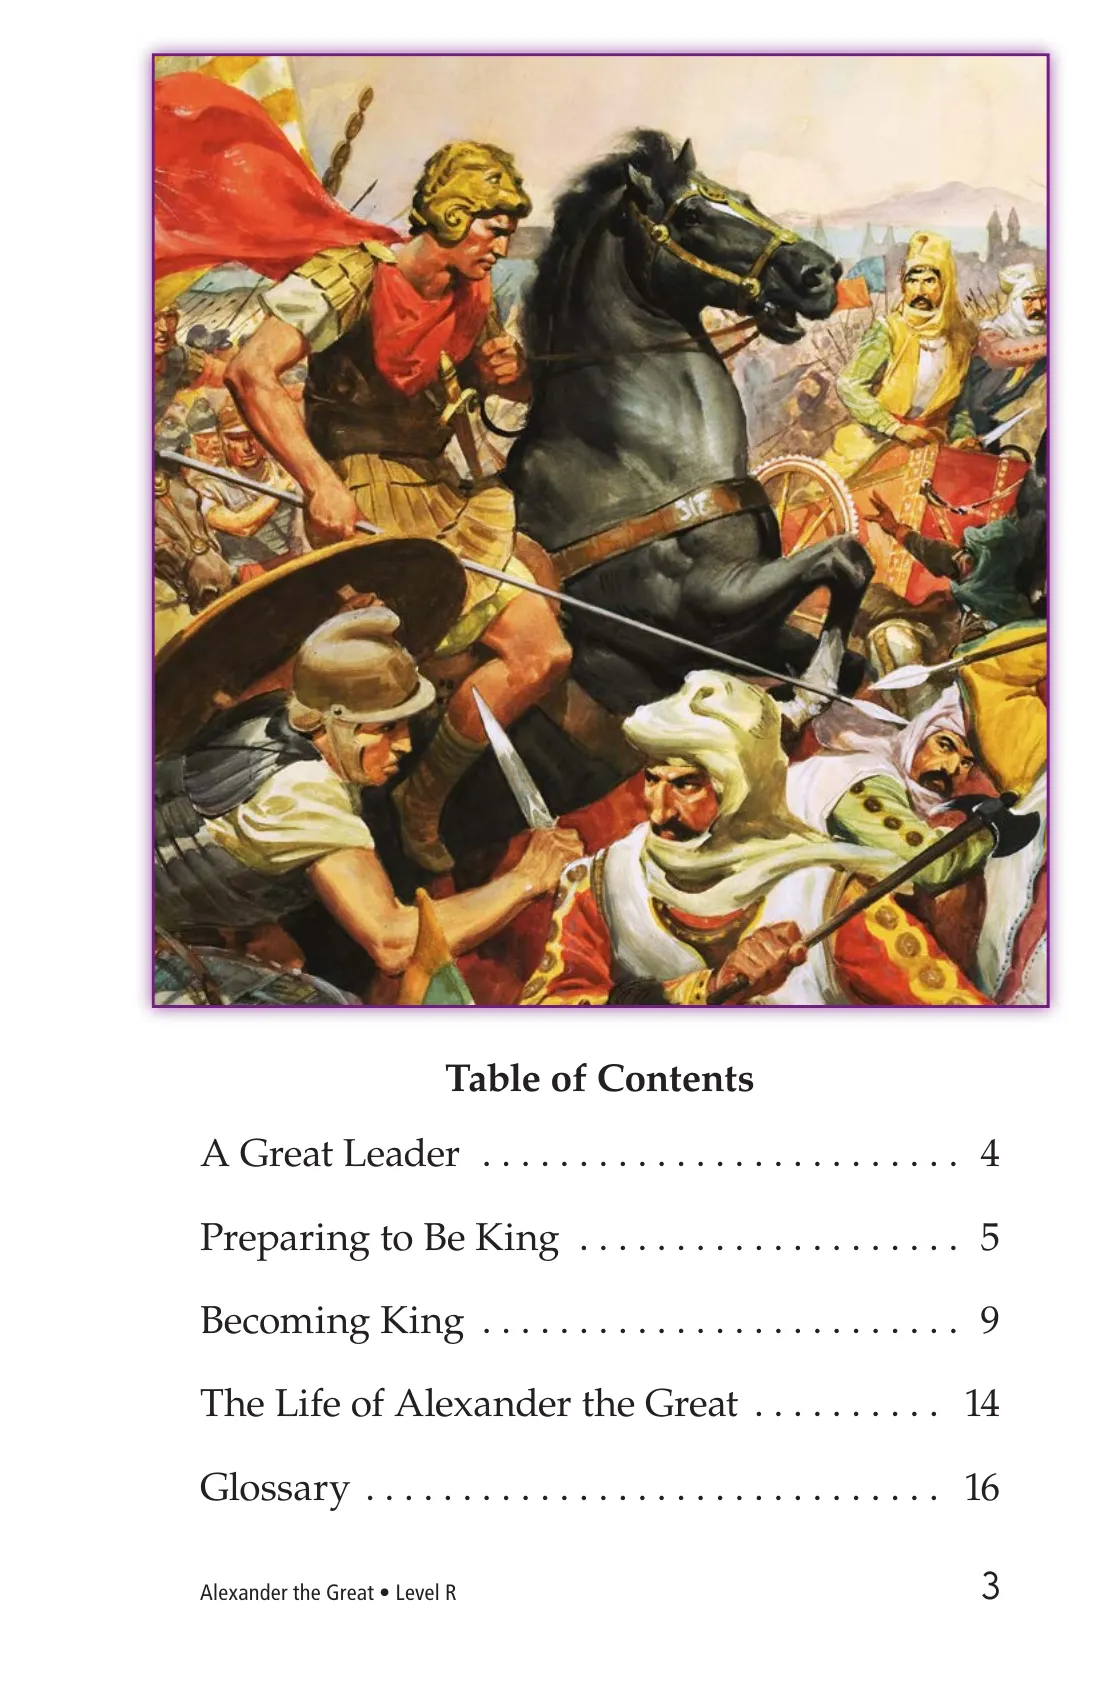 Table of Contents
A Great Leader . . . . . . . . . . . . . . . . . . . . . . . . . 4
Preparing to Be King . . . . . . . . . . . . . . . . . . . . 5
Becoming King . . . . . . . . . . . . . . . . . . . . . . . . . 9
The Life of Alexander the Great . . . . . . . . . . 14
Glossary . . . . . . . . . . . . . . . . . . . . . . . . . . . . . . 16
Alexander the Great • Level R 3